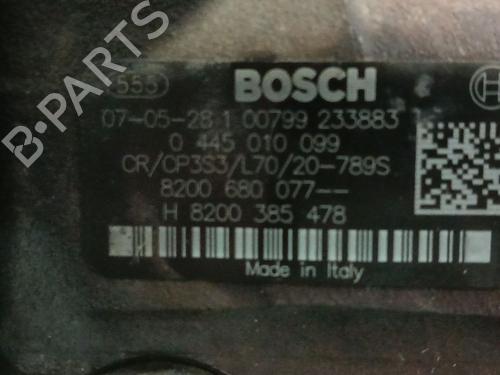 555 BOSCH
07-05-28 1 00799 233883
0 445 010 099
CR/CP3S3/L70/20-789S
8200 680 077--
H 8200 385 478
Made in Italy
B-PARTS